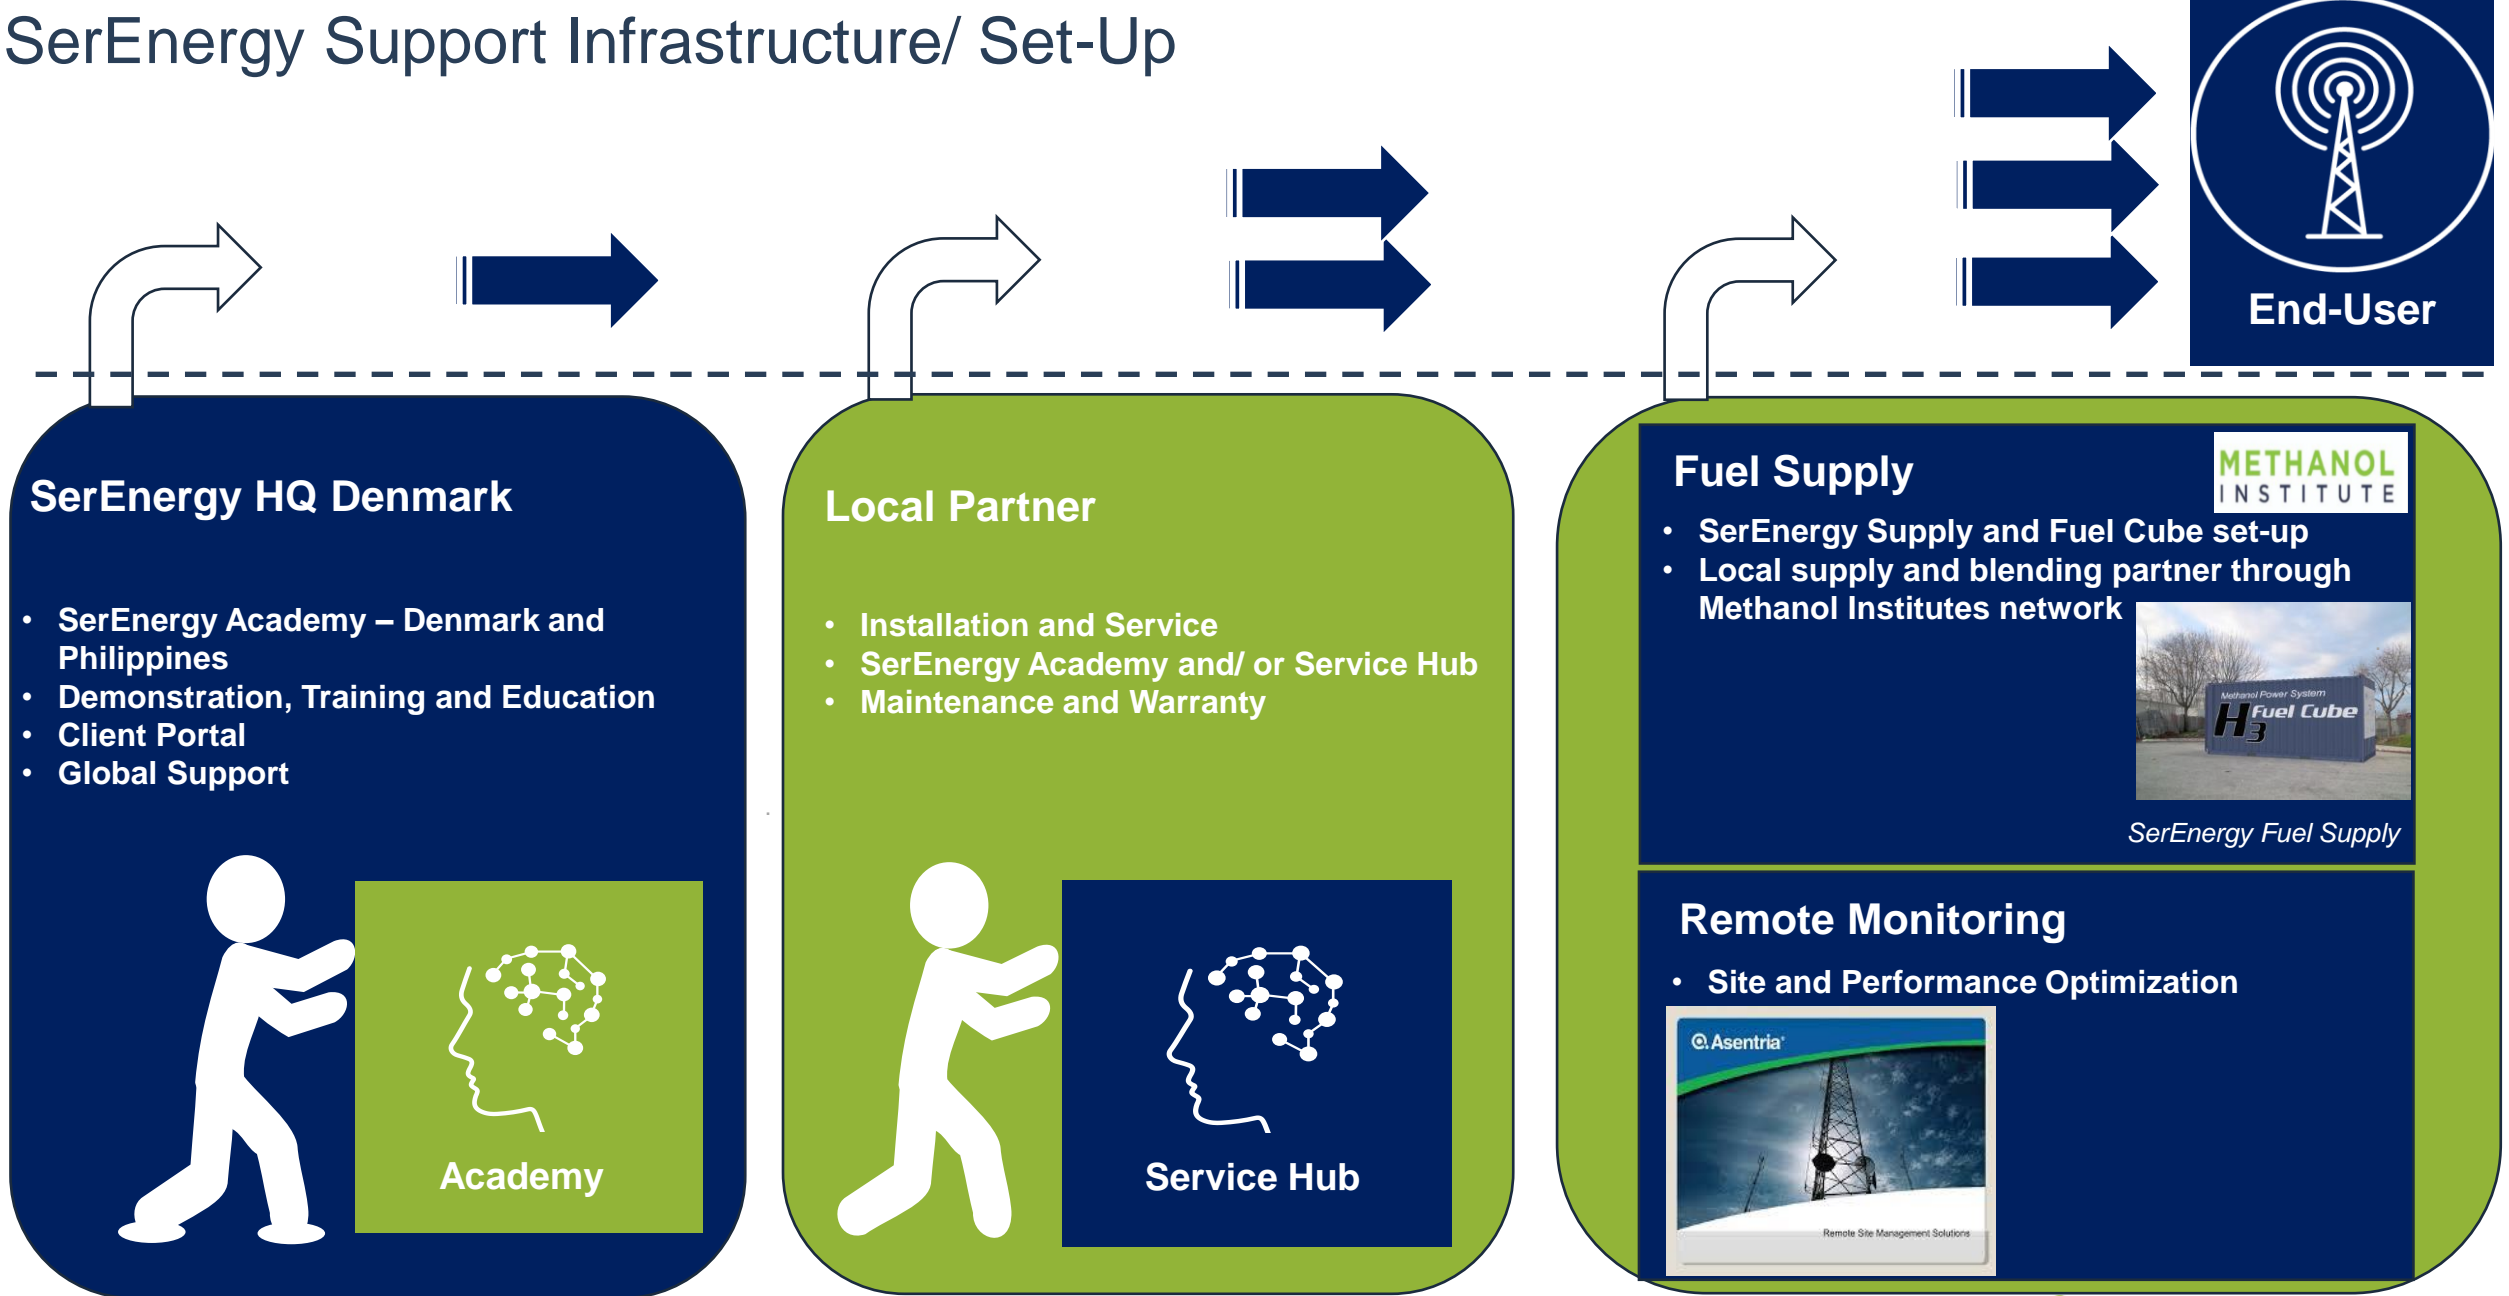 SerEnergy Support Infrastructure/ Set-Up
End-User
SerEnergy HQ Denmark
• SerEnergy Academy – Denmark and
Philippines
• Demonstration, Training and Education
• Client Portal
• Global Support
Academy
Local Partner
• Installation and Service
• SerEnergy Academy and/ or Service Hub
• Maintenance and Warranty
Service Hub
Fuel Supply
METHANOL
INSTITUTE
• SerEnergy Supply and Fuel Cube set-up
• Local supply and blending partner through
Methanol Institutes network
Methanol Power System
H3 Fuel Cube
SerEnergy Fuel Supply
Remote Monitoring
• Site and Performance Optimization
Asentria
Remote Site Management Solutions